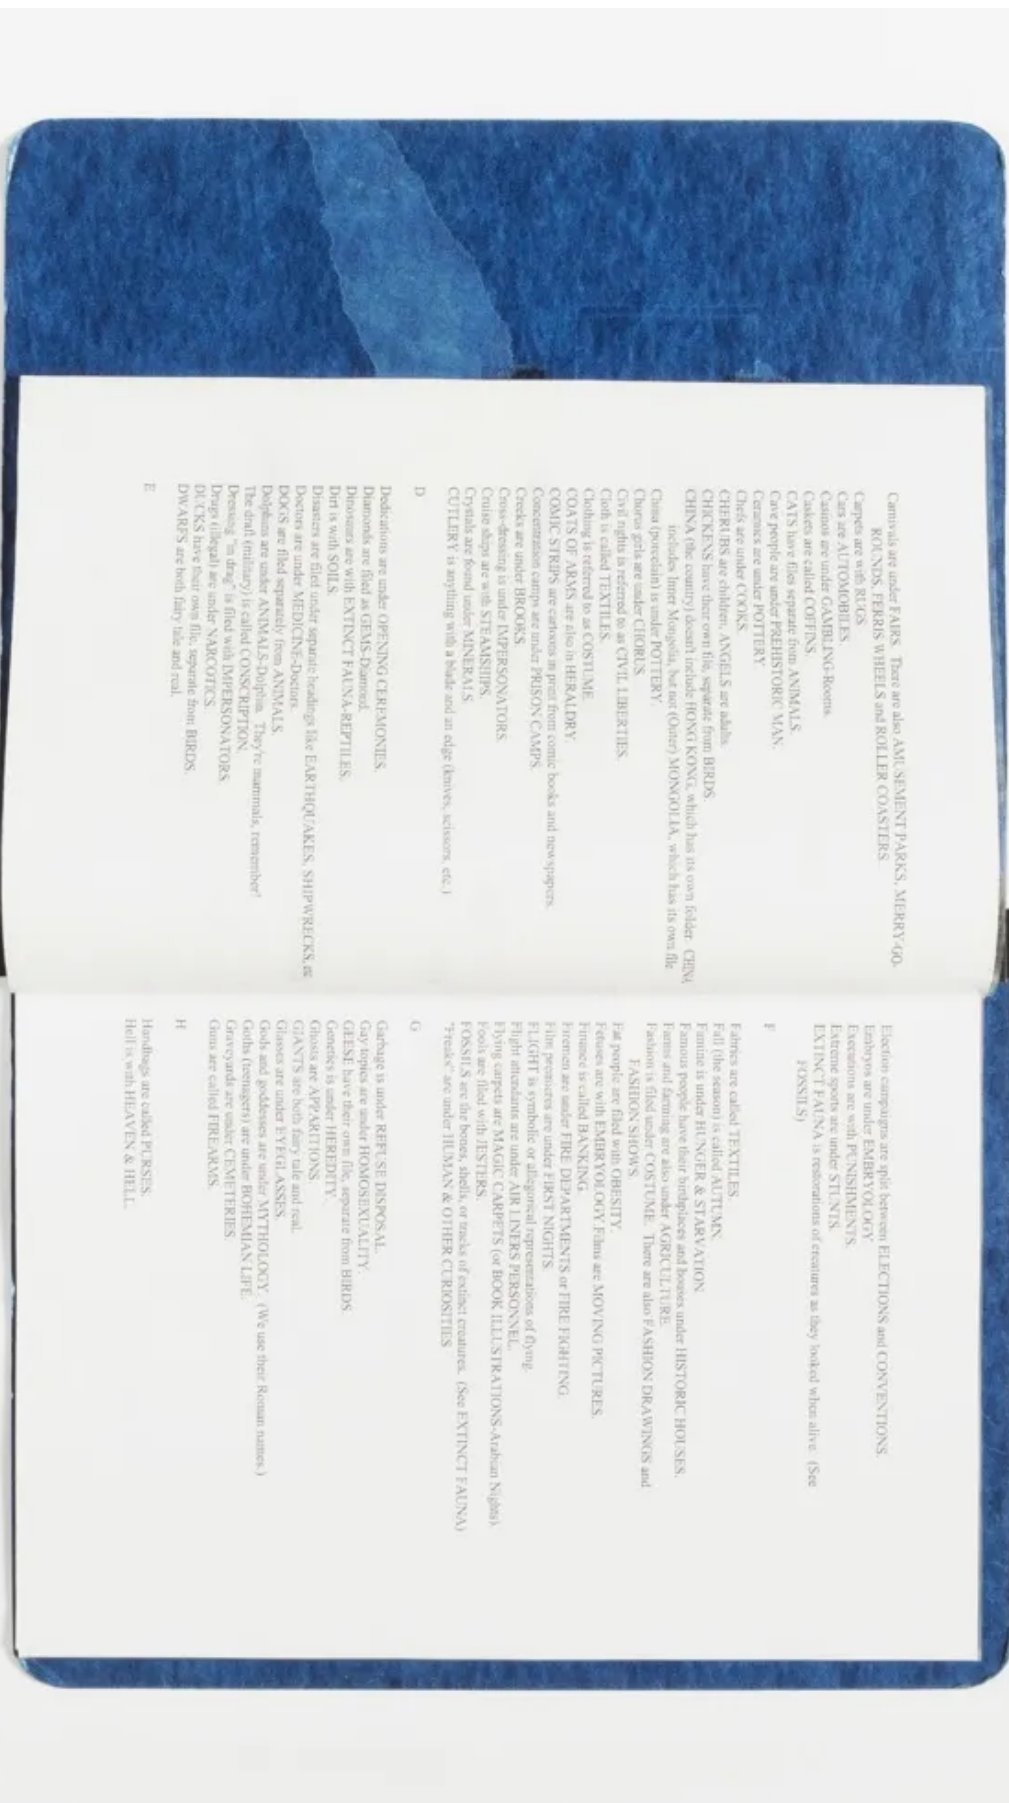 Carnivals are under FAIRS. There are also AMUSEMENT PARKS, MERRY-GO-
ROUNDS, FERRIS WHEELS and ROLLER COASTERS.
Carpets are with RUGS.
Cars are AUTOMOBILES.
Casinos are under GAMBLING-Rooms.
Caskets are called COFFINS.
CATS have files separate from ANIMALS.
Cave people are under PREHISTORIC MAN.
Ceramics are under POTTERY
Chefs are under COOKS.
CHERUBS are children; ANGELS are adults.
CHICKENS have their own file, separate from BIRDS
CHINA (the country) doesn't include HONG KONG, which has its own folder. CHINA
includes Inner Mongolia, but not (Outer) MONGOLIA, which has its own file.
China (porcelain) is under POTTERY.
Chorus girls are under CHORUS.
Civil rights is referred to as CIVIL LIBERTIES.
Cloth is called TEXTILES.
Clothing is referred to as COSTUME.
COATS OF ARMS are also in HERALDRY.
COMIC STRIPS are cartoons in print from comic books and newspapers.
Concentration camps are under PRISON CAMPS.
Creeks are under BROOKS.
Cross-dressing is under IMPERSONATORS.
Cruise ships are with STEAMSHIPS.
Crystals are found under MINERALS.
CUTLERY is anything with a blade and an edge (knives, scissors, etc.)
D
Dedications are under OPENING CEREMONIES.
Diamonds are filed as GEMS-Diamond.
Dinosaurs are with EXTINCT FAUNA-REPTILES.
Dirt is with SOILS.
Disasters are filed under separate headings like EARTHQUAKES, SHIPWRECKS, etc
Doctors are under MEDICINE-Doctors.
DOGS are filed separately from ANIMALS.
Dolphins are under ANIMALS-Dolphin. They're mammals, remember!
The draft (military) is called CONSCRIPTION.
Dressing "in drag" is filed with IMPERSONATORS.
Drugs (illegal) are under NARCOTICS.
DUCKS have their own file, separate from BIRDS.
DWARFS are both fairy tale and real.
E
Election campaigns are split between ELECTIONS and CONVENTIONS.
Embryos are under EMBRYOLOGY
Executions are with PUNISHMENTS.
Extreme sports are under STUNTS.
EXTINCT FAUNA is restorations of creatures as they looked when alive. (See
FOSSILS)
F
Fabrics are called TEXTILES
Fall (the season) is called AUTUMN.
Famine is under HUNGER & STARVATION.
Famous people have their birthplaces and houses under HISTORIC HOUSES.
Farms and farming are also under AGRICULTURE.
Fashion is filed under COSTUME. There are also FASHION DRAWINGS and
FASHION SHOWS
Fat people are filed with OBESITY.
Fetuses are with EMBRYOLOGY Films are MOVING PICTURES.
Finance is called BANKING.
Firemen are under FIRE DEPARTMENTS or FIRE FIGHTING.
Film premieres are under FIRST NIGHTS.
FLIGHT is symbolic or allegorical representations of flying.
Flight attendants are under AIR LINERS PERSONNEL.
Flying carpets are MAGIC CARPETS (or BOOK ILLUSTRATIONS-Arabian Nights).
Fools are filed with JESTERS.
FOSSILS are the bones, shells, or tracks of extinct creatures. (See EXTINCT FAUNA)
"Freaks" are under HUMAN & OTHER CURIOSITIES
G
Garbage is under REFUSE DISPOSAL.
Gay topics are under HOMOSEXUALITY.
GEESE have their own file, separate from BIRDS
Genetics is under HEREDITY.
Ghosts are APPARITIONS
GIANTS are both fairy tale and real.
Glasses are under EYEGLASSES.
Gods and goddesses are under MYTHOLOGY. (We use their Roman names.)
Goths (teenagers) are under BOHEMIAN LIFE.
Graveyards are under CEMETERIES.
Guns are called FIREARMS.
H
Handbags are called PURSES.
Hell is with HEAVEN & HELL.